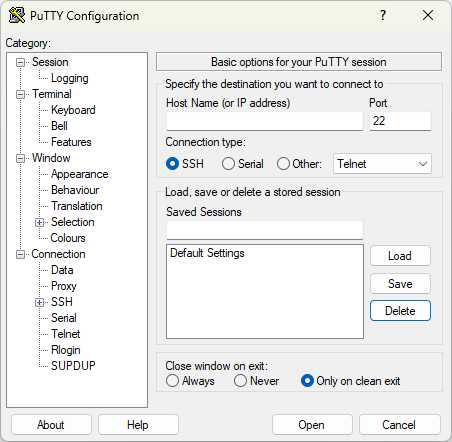 PuTTY Configuration
?
Category:
Session
Logging
Terminal
Keyboard
Bell
Features
Window
Appearance
Behaviour
Translation
Selection
Colours
Connection
Data
Proxy
SSH
Serial
Telnet
Rlogin
SUPDUP
Basic options for your PuTTY session
Specify the destination you want to connect to
Host Name (or IP address) Port
22
Connection type:
SSH Serial Other: Telnet
Load, save or delete a stored session
Saved Sessions
Default Settings
Load
Save
Delete
Close window on exit:
Always Never Only on clean exit
About Help Open Cancel